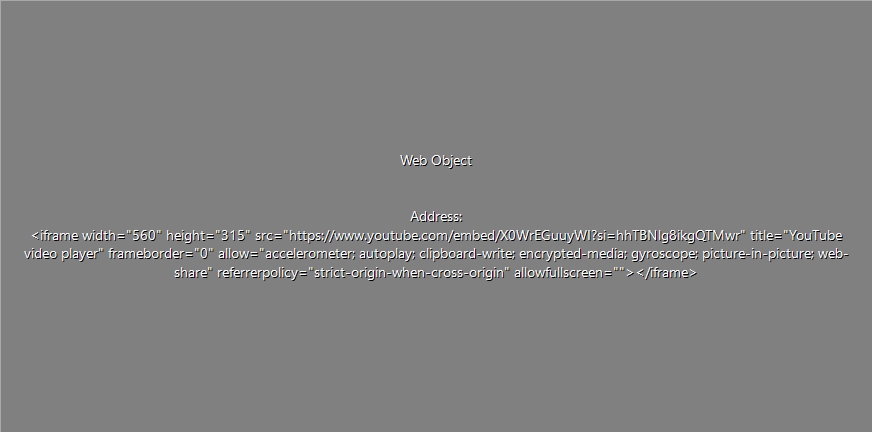 Web Object
Address:
<iframe width="560" height="315" src="https://www.youtube.com/embed/X0WrEGuuyWI?si=hhTBNIg8ikgQTMwr" title="YouTube
video player" frameborder="0" allow="accelerometer; autoplay; clipboard-write; encrypted-media; gyroscope; picture-in-picture; web-
share" referrerpolicy="strict-origin-when-cross-origin" allowfullscreen=""></iframe>